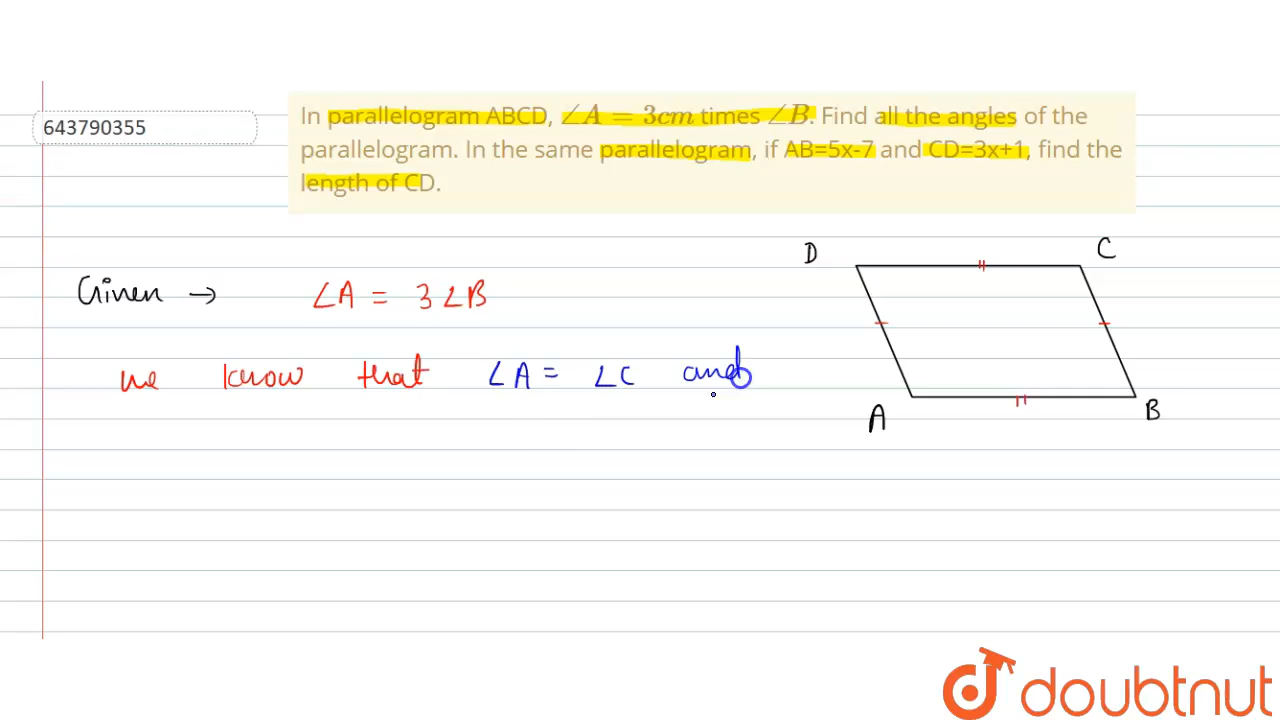 643790355
In parallelogram ABCD, ∠A = 3cm times ∠B. Find all the angles of the
parallelogram. In the same parallelogram, if AB=5x-7 and CD=3x+1, find the
length of CD.
D C
Given → ∠A = 3∠B
we know that ∠A = ∠C and
A B
doubtnut